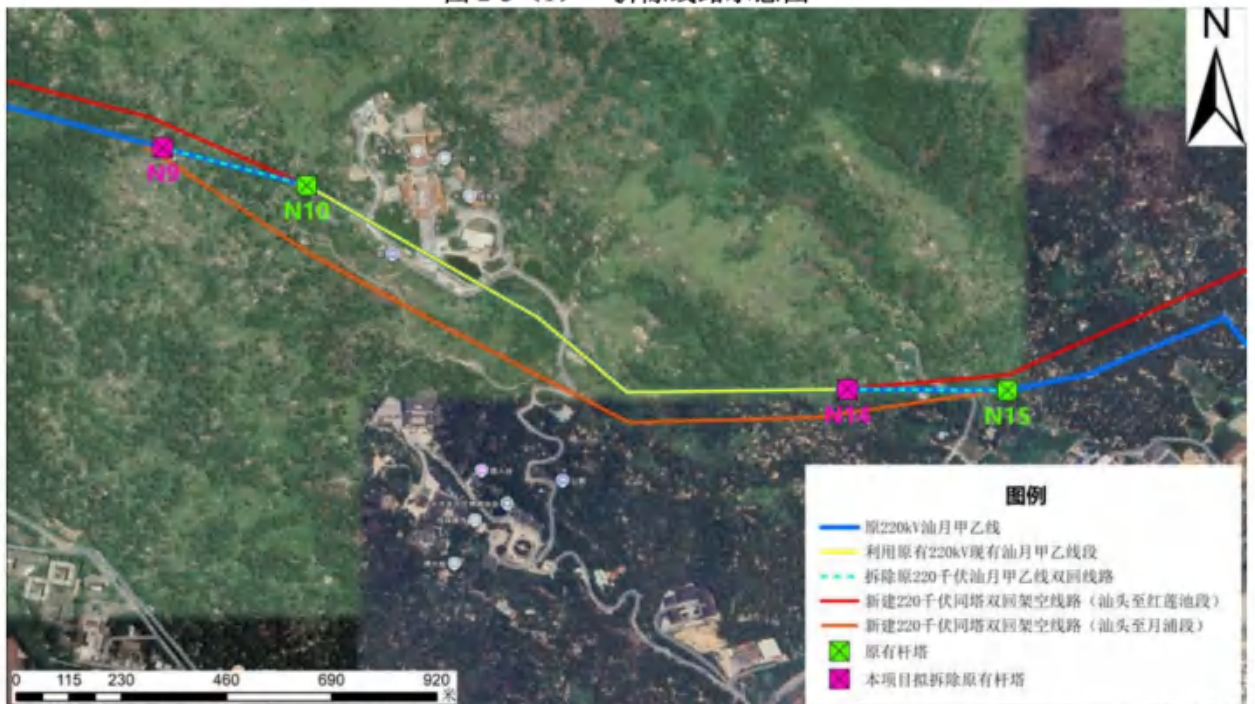 N
N9
N10
N14
N15
图例
原220kV汕月甲乙线
利用原有220kV现有汕月甲乙线段
拆除原220千伏汕月甲乙线双回线路
新建220千伏同塔双回架空线路（汕头至红莲池段）
新建220千伏同塔双回架空线路（汕头至月浦段）
原有杆塔
本项目拟拆除原有杆塔
0 115 230 460 690 920
米